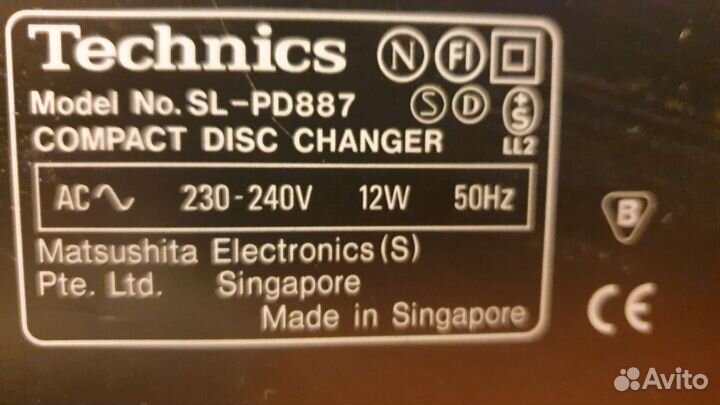 Technics N FI
Model No. SL-PD887 S D +S
COMPACT DISC CHANGER LL2
AC 230-240V 12W 50Hz
B
Matsushita Electronics (S)
Pte. Ltd. Singapore
Made in Singapore
CE
Avito